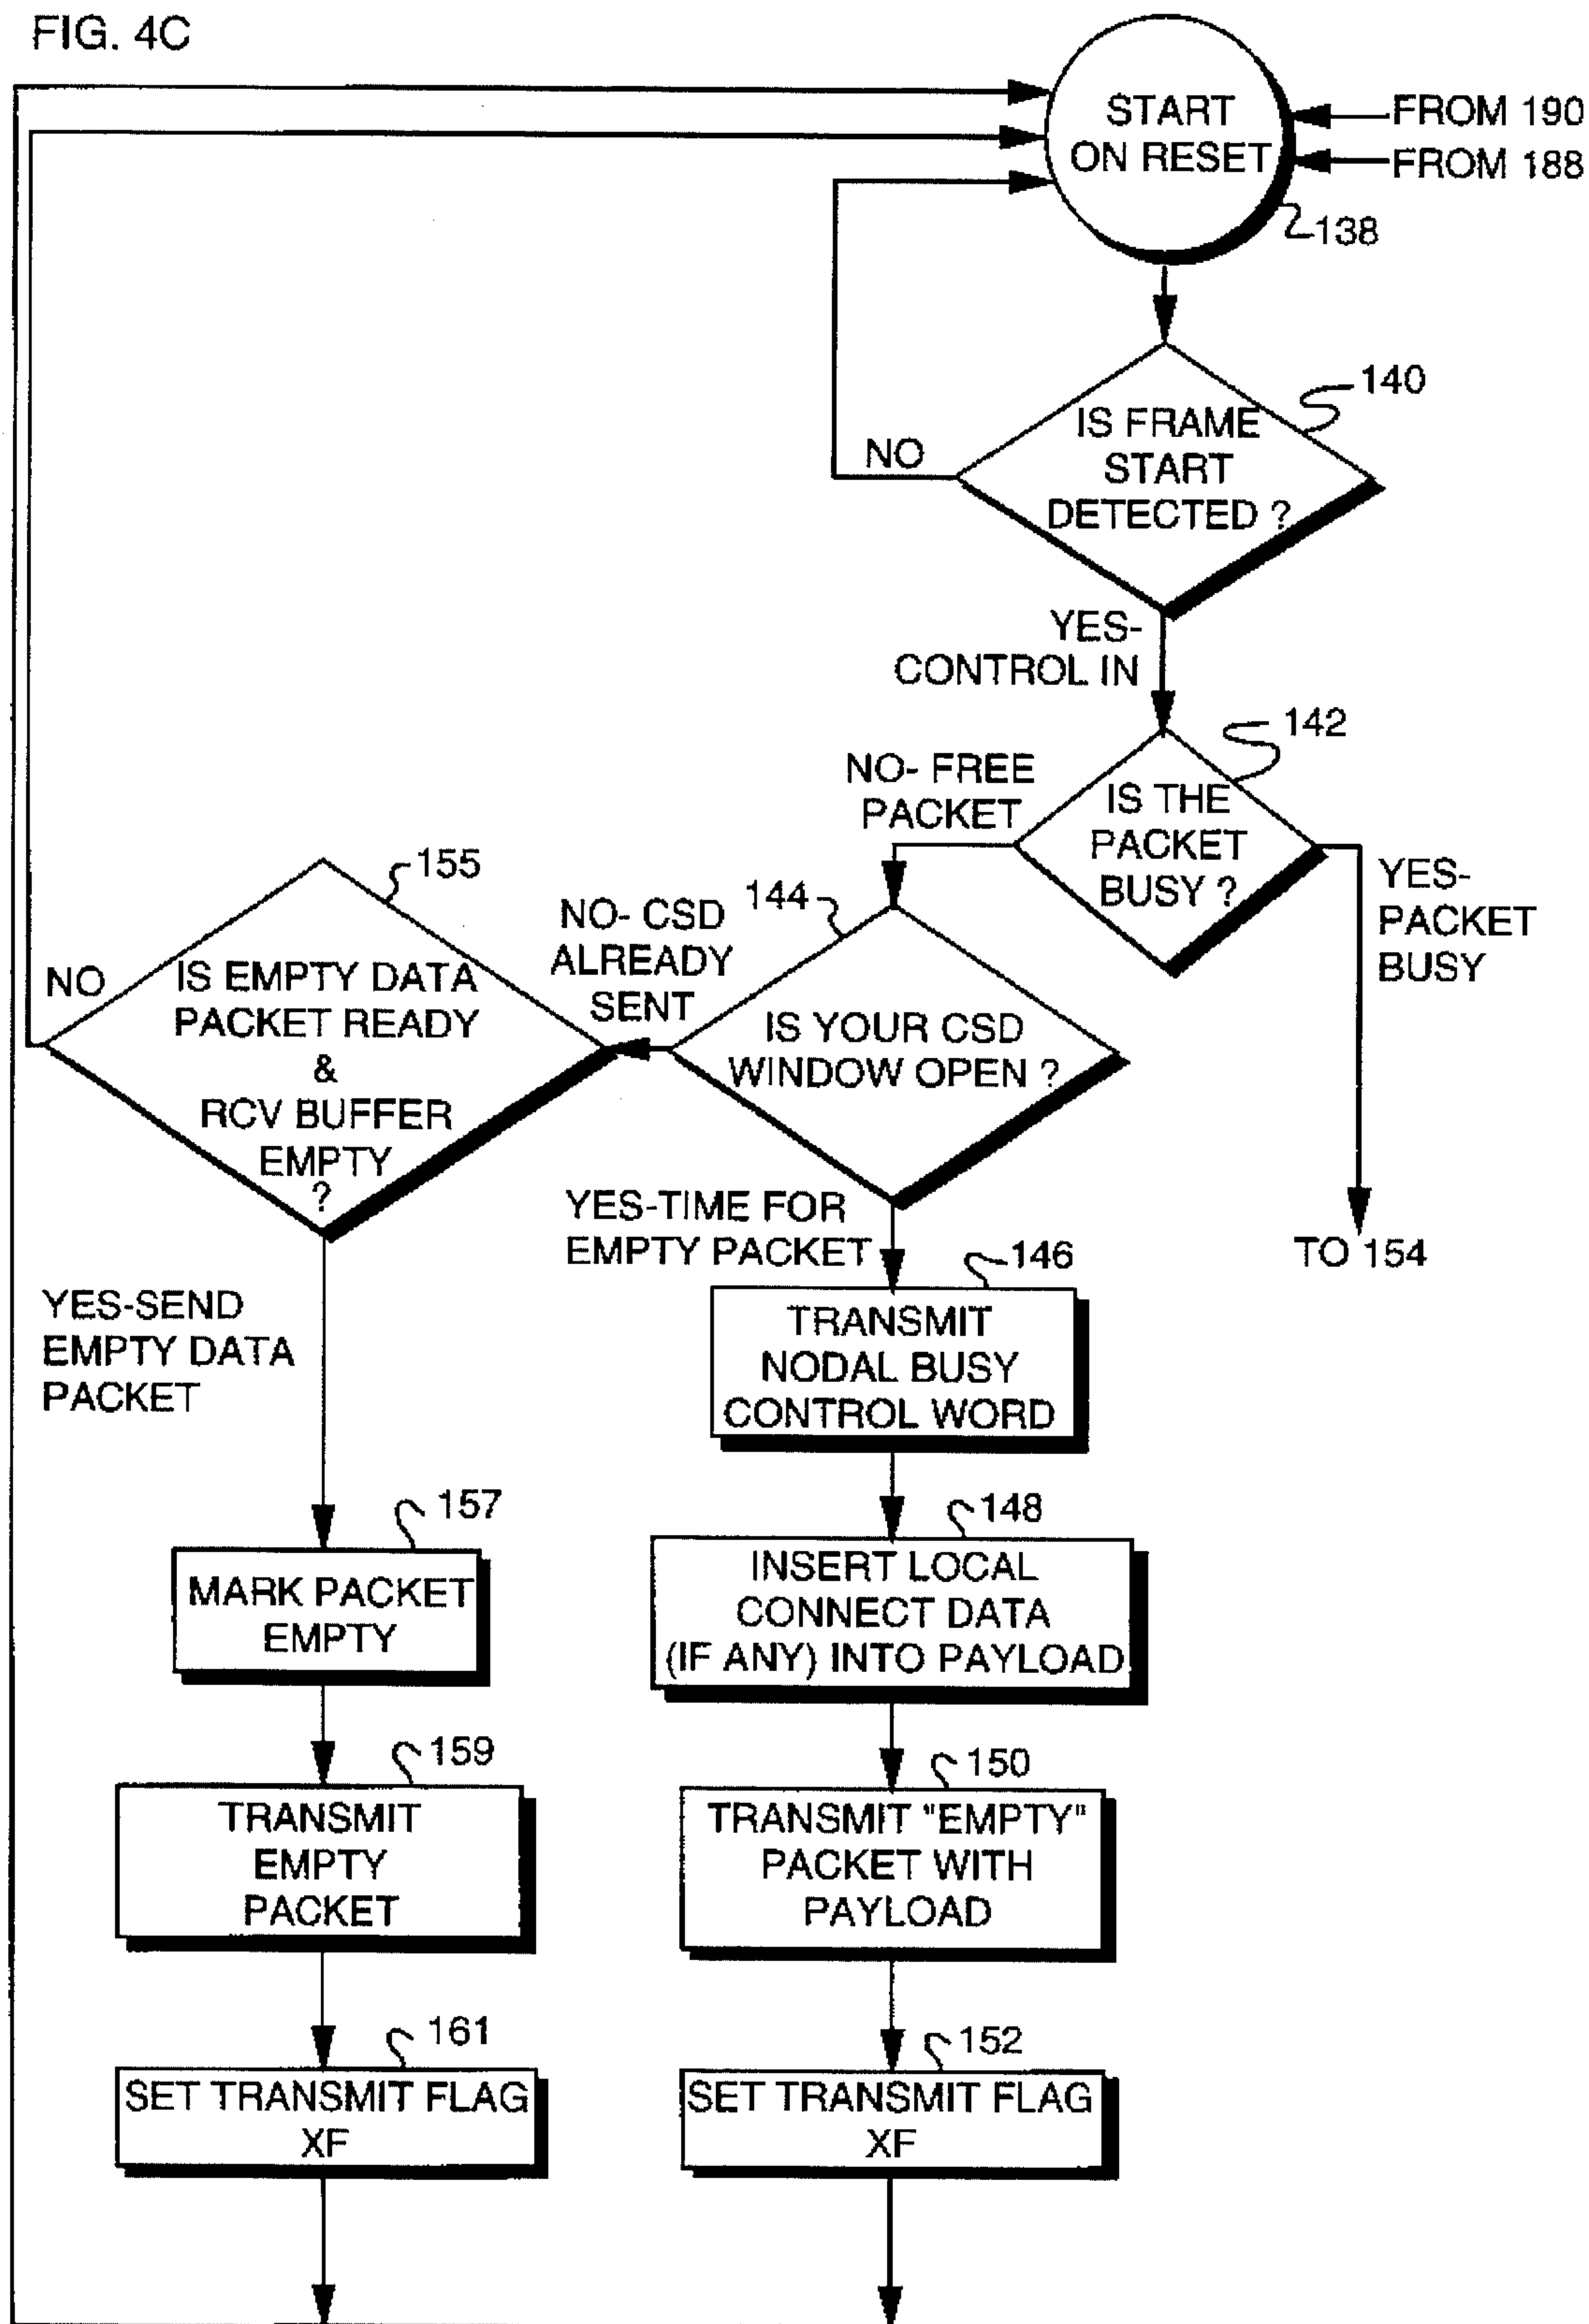 FIG. 4C
START
ON RESET
FROM 190
FROM 188
138
140
IS FRAME
START
DETECTED ?
NO
YES-
CONTROL IN
142
NO- FREE
PACKET
IS THE
PACKET
BUSY ?
YES-
PACKET
BUSY
TO 154
144
IS YOUR CSD
WINDOW OPEN ?
NO- CSD
ALREADY
SENT
155
NO
IS EMPTY DATA
PACKET READY
&
RCV BUFFER
EMPTY
?
YES-TIME FOR
EMPTY PACKET
146
TRANSMIT
NODAL BUSY
CONTROL WORD
YES-SEND
EMPTY DATA
PACKET
157
MARK PACKET
EMPTY
148
INSERT LOCAL
CONNECT DATA
(IF ANY) INTO PAYLOAD
159
TRANSMIT
EMPTY
PACKET
150
TRANSMIT "EMPTY"
PACKET WITH
PAYLOAD
161
SET TRANSMIT FLAG
XF
152
SET TRANSMIT FLAG
XF